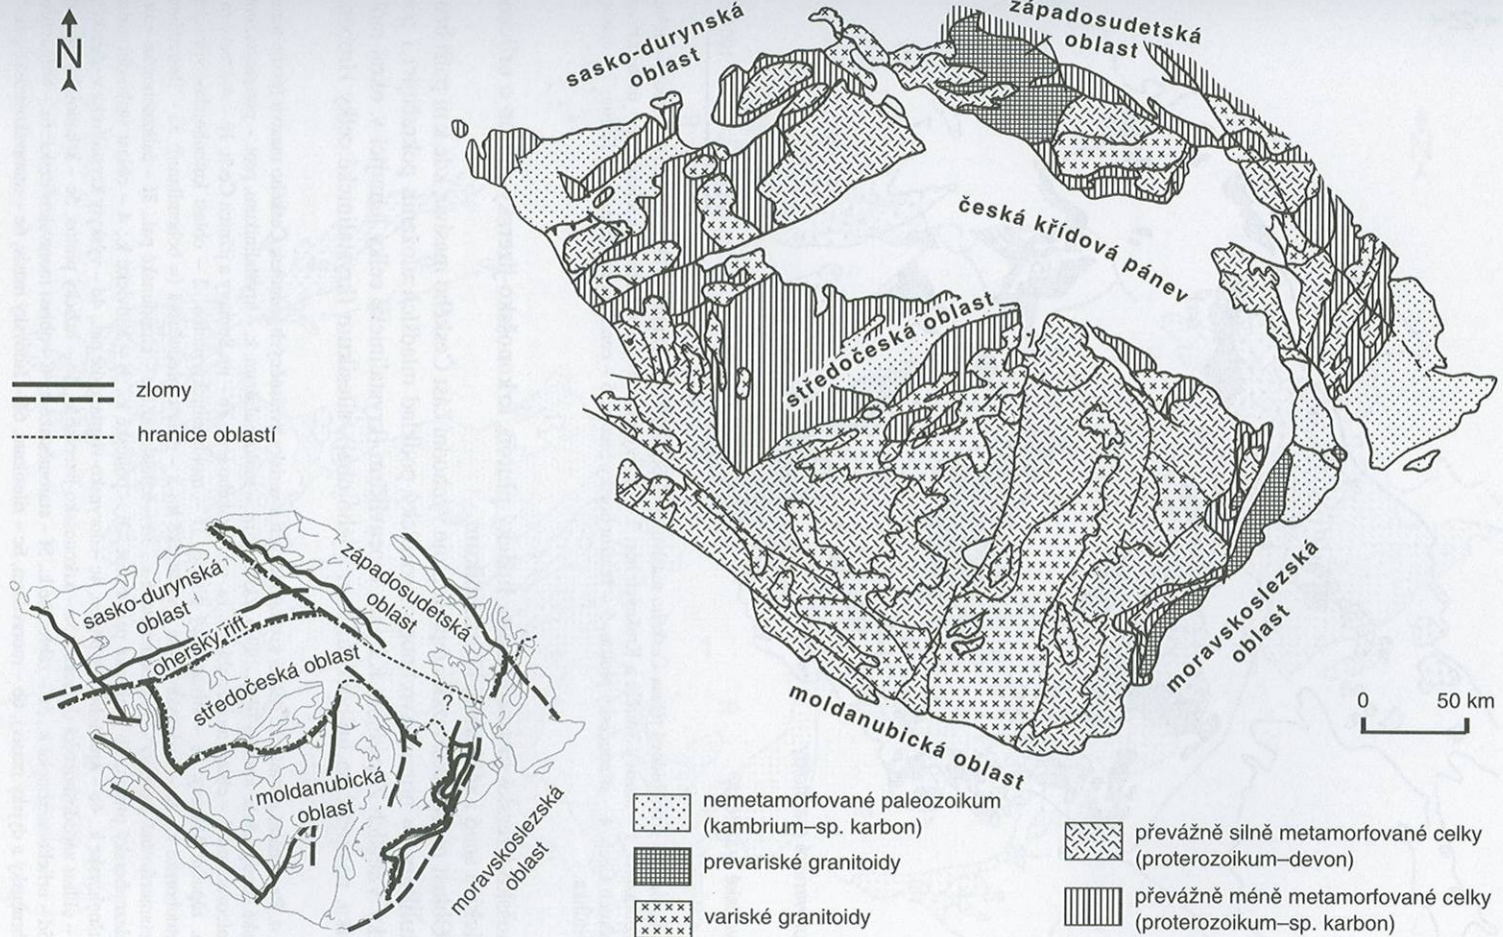 N
sasko-durynská
oblast
západosudetská
oblast
česká křídová pánev
středočeská oblast
zlomy
hranice oblastí
moldanubická oblast
moravskoslezská
oblast
0 50 km
sasko-durynská
oblast
západosudetská
oblast
oherský rift
středočeská oblast
?
moldanubická
oblast
moravskoslezská
oblast
nemetamorfované paleozoikum
(kambrium–sp. karbon)
prevariské granitoidy
variské granitoidy
převážně silně metamorfované celky
(proterozoikum–devon)
převážně méně metamorfované celky
(proterozoikum–sp. karbon)